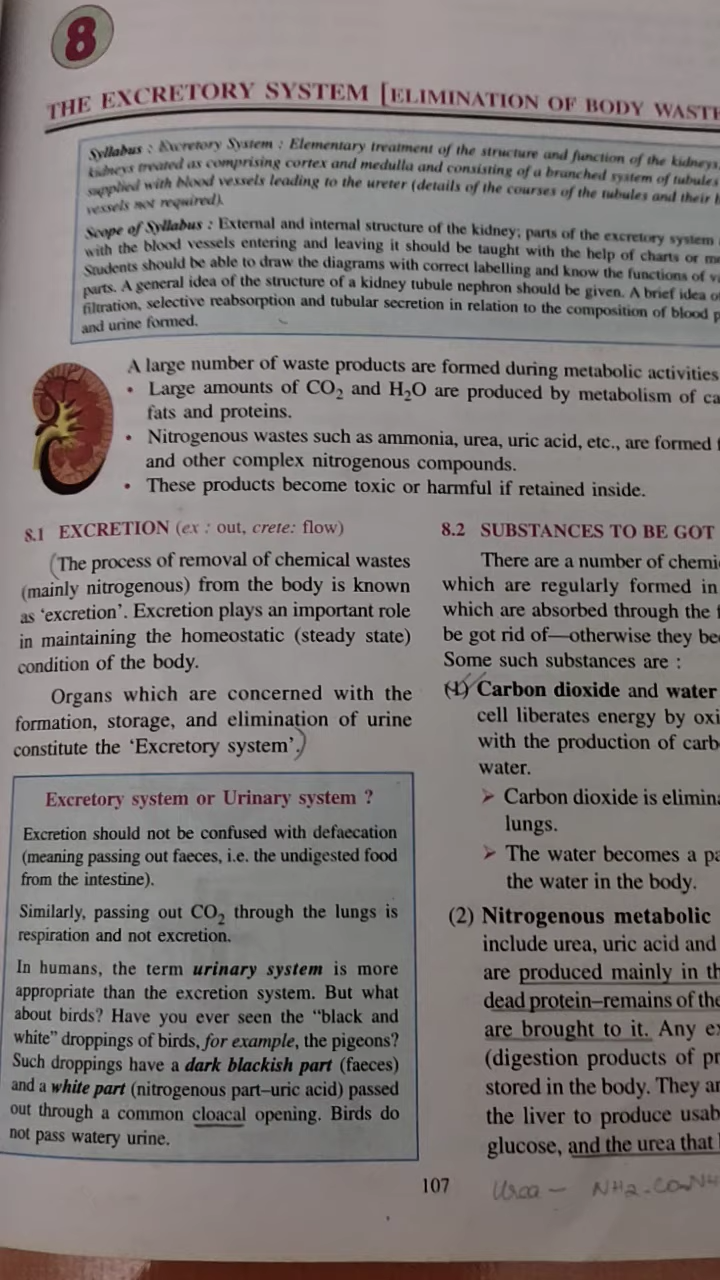 8
THE EXCRETORY SYSTEM [ELIMINATION OF BODY WASTE
Syllabus : Excretory System : Elementary treatment of the structure and function of the kidneys,
kidneys treated as comprising cortex and medulla and consisting of a branched system of tubules
supplied with blood vessels leading to the ureter (details of the courses of the tubules and their
vessels not required).
Scope of Syllabus : External and internal structure of the kidney; parts of the excretory system
with the blood vessels entering and leaving it should be taught with the help of charts or
Students should be able to draw the diagrams with correct labelling and know the functions of
parts. A general idea of the structure of a kidney tubule nephron should be given. A brief idea
filtration, selective reabsorption and tubular secretion in relation to the composition of blood
and urine formed.
A large number of waste products are formed during metabolic activities
• Large amounts of CO₂ and H₂O are produced by metabolism of ca
fats and proteins.
• Nitrogenous wastes such as ammonia, urea, uric acid, etc., are formed
and other complex nitrogenous compounds.
• These products become toxic or harmful if retained inside.
8.1 EXCRETION (ex : out, crete: flow)
(The process of removal of chemical wastes
(mainly nitrogenous) from the body is known
as ‘excretion’. Excretion plays an important role
in maintaining the homeostatic (steady state)
condition of the body.
Organs which are concerned with the
formation, storage, and elimination of urine
constitute the ‘Excretory system’.)
Excretory system or Urinary system ?
Excretion should not be confused with defaecation
(meaning passing out faeces, i.e. the undigested food
from the intestine).
Similarly, passing out CO₂ through the lungs is
respiration and not excretion.
In humans, the term urinary system is more
appropriate than the excretion system. But what
about birds? Have you ever seen the “black and
white” droppings of birds, for example, the pigeons?
Such droppings have a dark blackish part (faeces)
and a white part (nitrogenous part–uric acid) passed
out through a common cloacal opening. Birds do
not pass watery urine.
8.2 SUBSTANCES TO BE GOT
There are a number of chemi
which are regularly formed in
which are absorbed through the
be got rid of—otherwise they be
Some such substances are :
(1) Carbon dioxide and water
cell liberates energy by oxi
with the production of carb
water.
➤ Carbon dioxide is elimina
lungs.
➤ The water becomes a pa
the water in the body.
(2) Nitrogenous metabolic
include urea, uric acid and
are produced mainly in th
dead protein–remains of the
are brought to it. Any ex
(digestion products of pr
stored in the body. They ar
the liver to produce usab
glucose, and the urea that
107
Urea – NH2-CO-NH